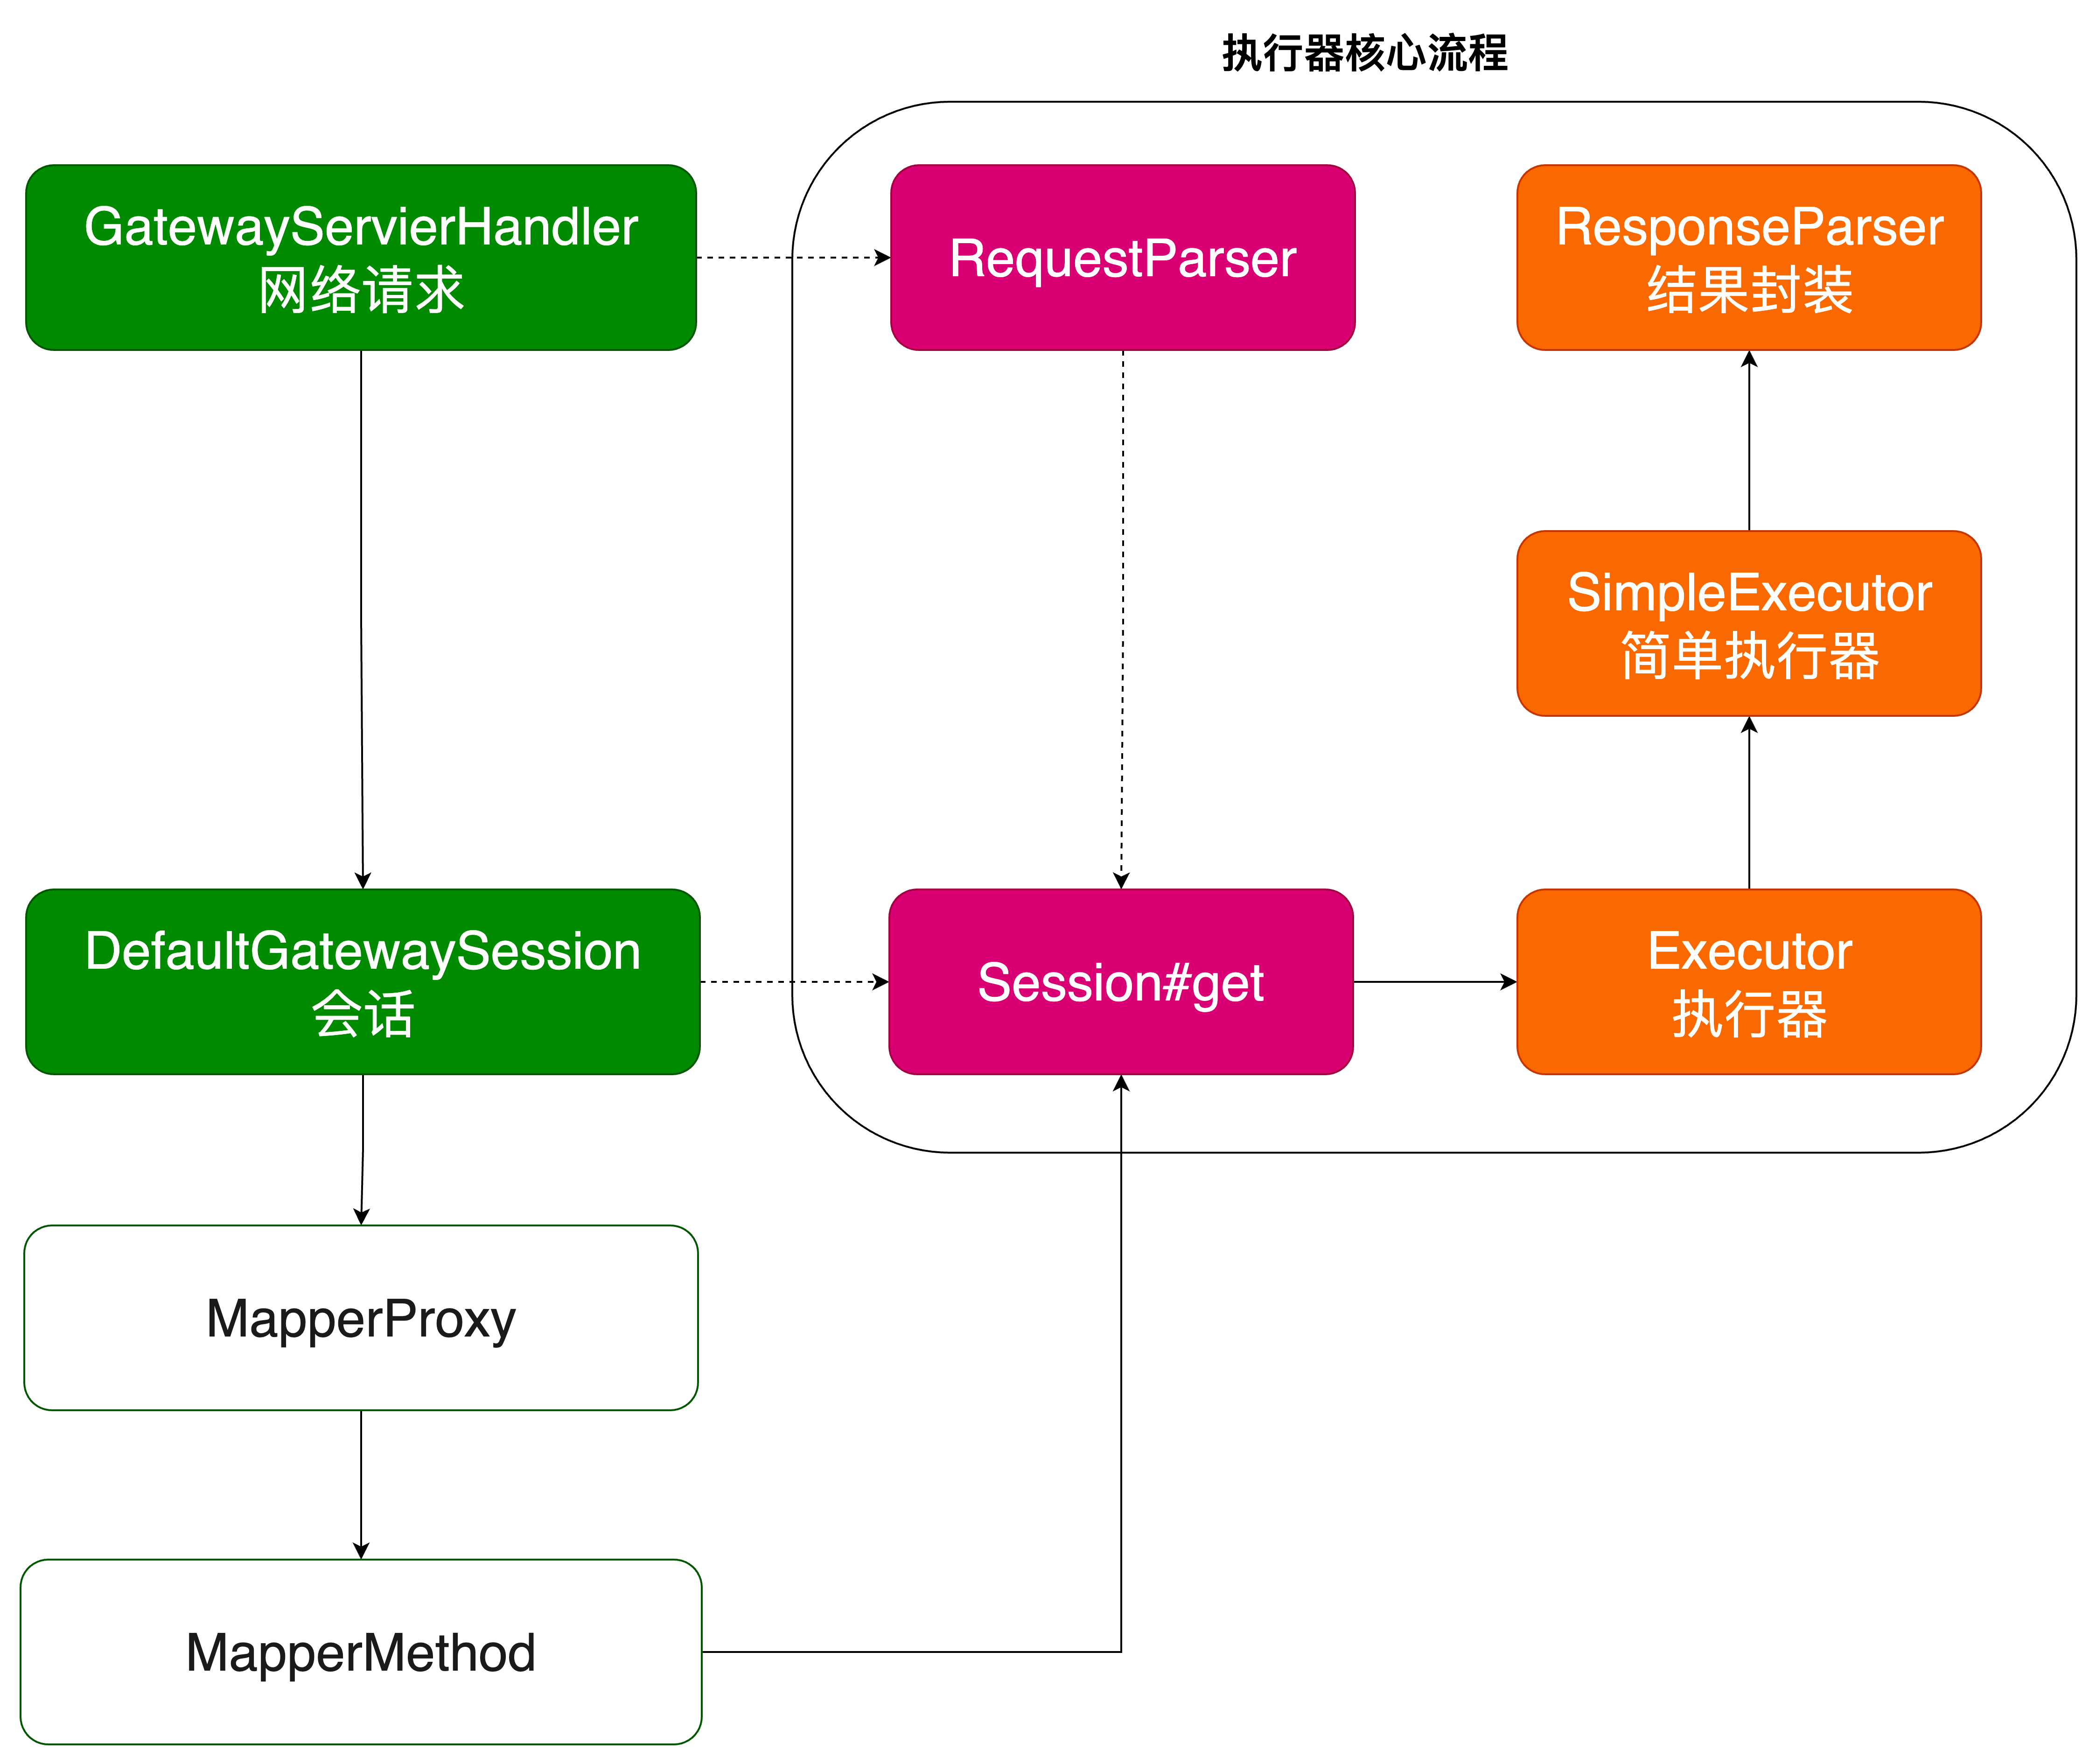 执行器核心流程
GatewayServierHandler
网络请求
RequestParser
ResponseParser
结果封装
SimpleExecutor
简单执行器
DefaultGatewaySession
会话
Session#get
Executor
执行器
MapperProxy
MapperMethod